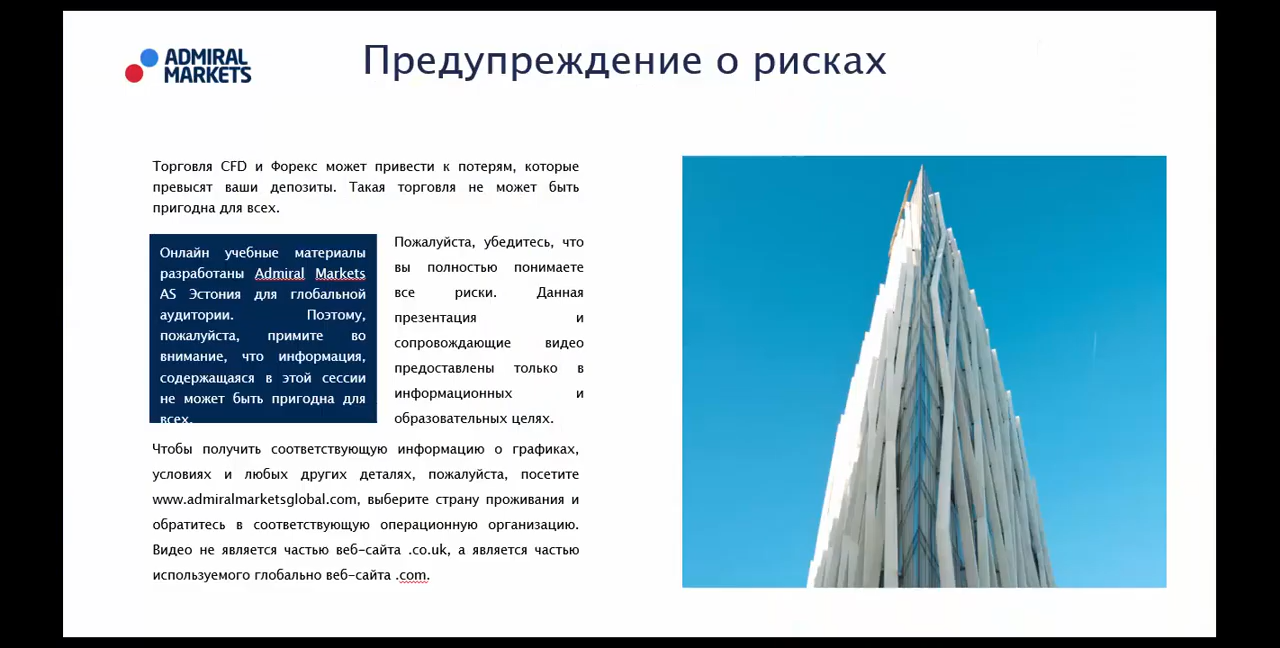 ADMIRAL
MARKETS
Предупреждение о рисках
Торговля CFD и Форекс может привести к потерям, которые
превысят ваши депозиты. Такая торговля не может быть
пригодна для всех.
Онлайн учебные материалы
разработаны Admiral Markets
AS Эстония для глобальной
аудитории. Поэтому,
пожалуйста, примите во
внимание, что информация,
содержащаяся в этой сессии
не может быть пригодна для
всех.
Пожалуйста, убедитесь, что
вы полностью понимаете
все риски. Данная
презентация и
сопровождающие видео
предоставлены только в
информационных и
образовательных целях.
Чтобы получить соответствующую информацию о графиках,
условиях и любых других деталях, пожалуйста, посетите
www.admiralmarketsglobal.com, выберите страну проживания и
обратитесь в соответствующую операционную организацию.
Видео не является частью веб-сайта .co.uk, а является частью
используемого глобально веб-сайта .com.